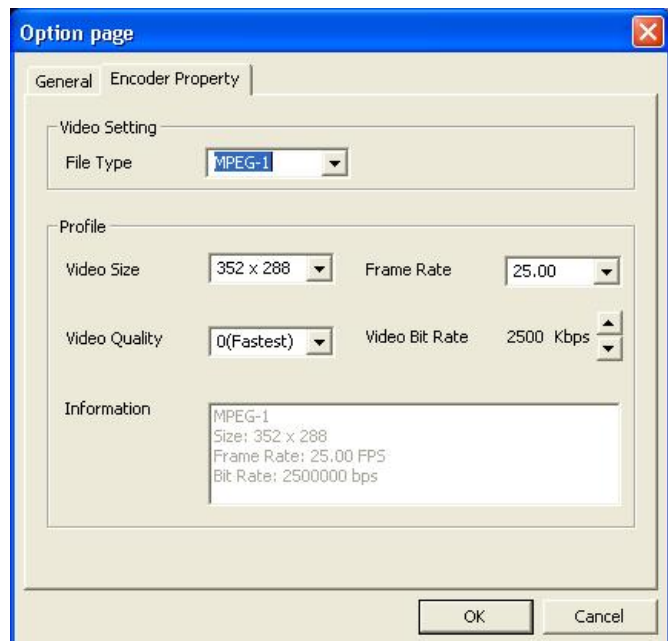 Option page
General Encoder Property
Video Setting
File Type MPEG-1
Profile
Video Size 352 x 288 Frame Rate 25.00
Video Quality 0(Fastest) Video Bit Rate 2500 Kbps
Information
MPEG-1
Size: 352 x 288
Frame Rate: 25.00 FPS
Bit Rate: 2500000 bps
OK Cancel